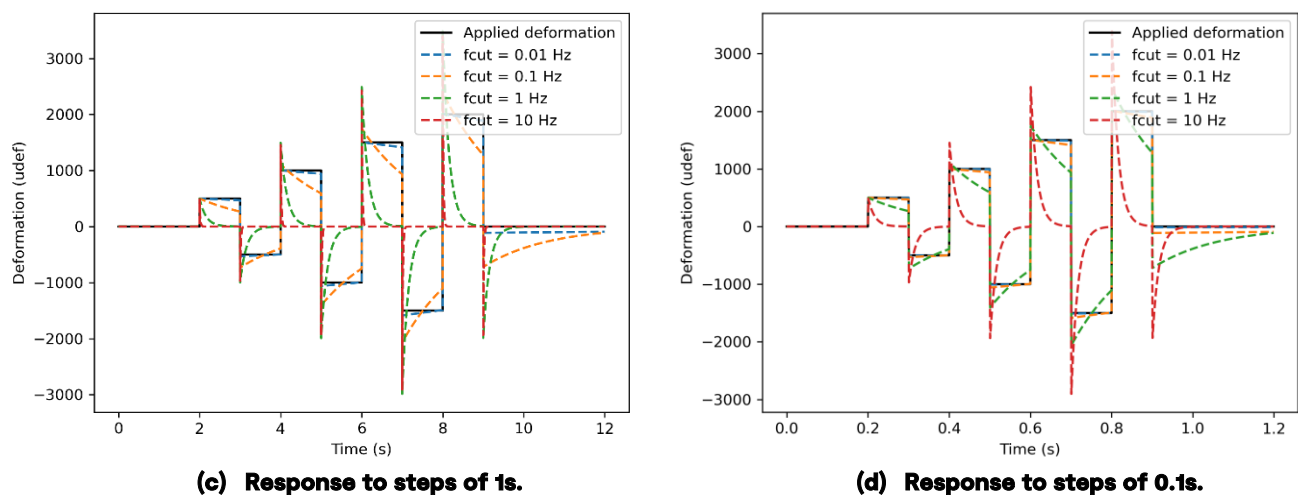 Deformation (udef)
3000
2000
1000
0
−1000
−2000
−3000
Applied deformation
fcut = 0.01 Hz
fcut = 0.1 Hz
fcut = 1 Hz
fcut = 10 Hz
0 2 4 6 8 10 12
Time (s)
(c) Response to steps of 1s.
Deformation (udef)
3000
2000
1000
0
−1000
−2000
−3000
Applied deformation
fcut = 0.01 Hz
fcut = 0.1 Hz
fcut = 1 Hz
fcut = 10 Hz
0.0 0.2 0.4 0.6 0.8 1.0 1.2
Time (s)
(d) Response to steps of 0.1s.